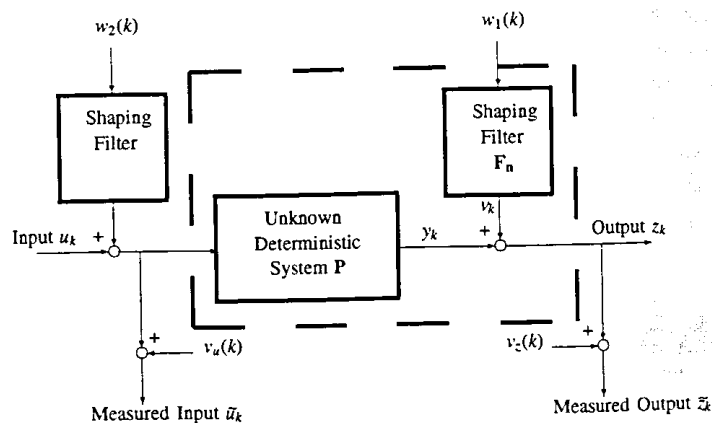 w₂(k)
w₁(k)
Shaping
Filter
Shaping
Filter
Fₙ
vₖ
Input uₖ
+
Unknown
Deterministic
System P
yₖ
+
Output zₖ
+
vᵤ(k)
v_z(k)
+
Measured Input ũₖ
Measured Output z̃ₖ